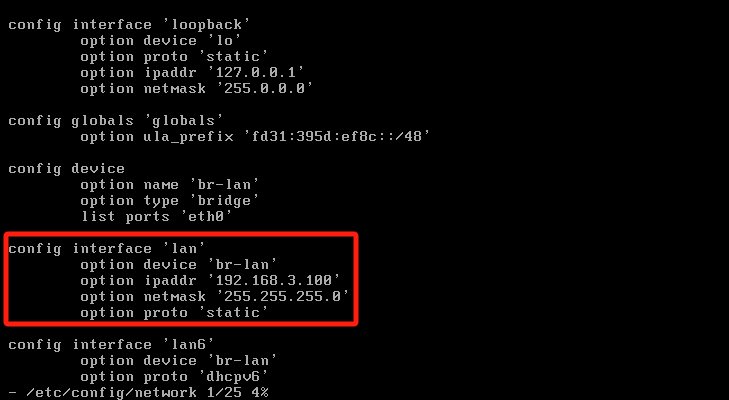 config interface 'loopback'
        option device 'lo'
        option proto 'static'
        option ipaddr '127.0.0.1'
        option netmask '255.0.0.0'

config globals 'globals'
        option ula_prefix 'fd31:395d:ef8c::/48'

config device
        option name 'br-lan'
        option type 'bridge'
        list ports 'eth0'

config interface 'lan'
        option device 'br-lan'
        option ipaddr '192.168.3.100'
        option netmask '255.255.255.0'
        option proto 'static'

config interface 'lan6'
        option device 'br-lan'
        option proto 'dhcpv6'
- /etc/config/network 1/25 4%